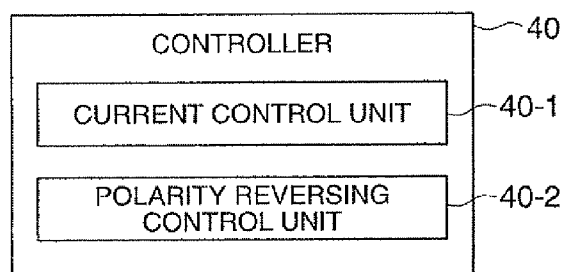 CONTROLLER
40
CURRENT CONTROL UNIT
40-1
POLARITY REVERSING
CONTROL UNIT
40-2